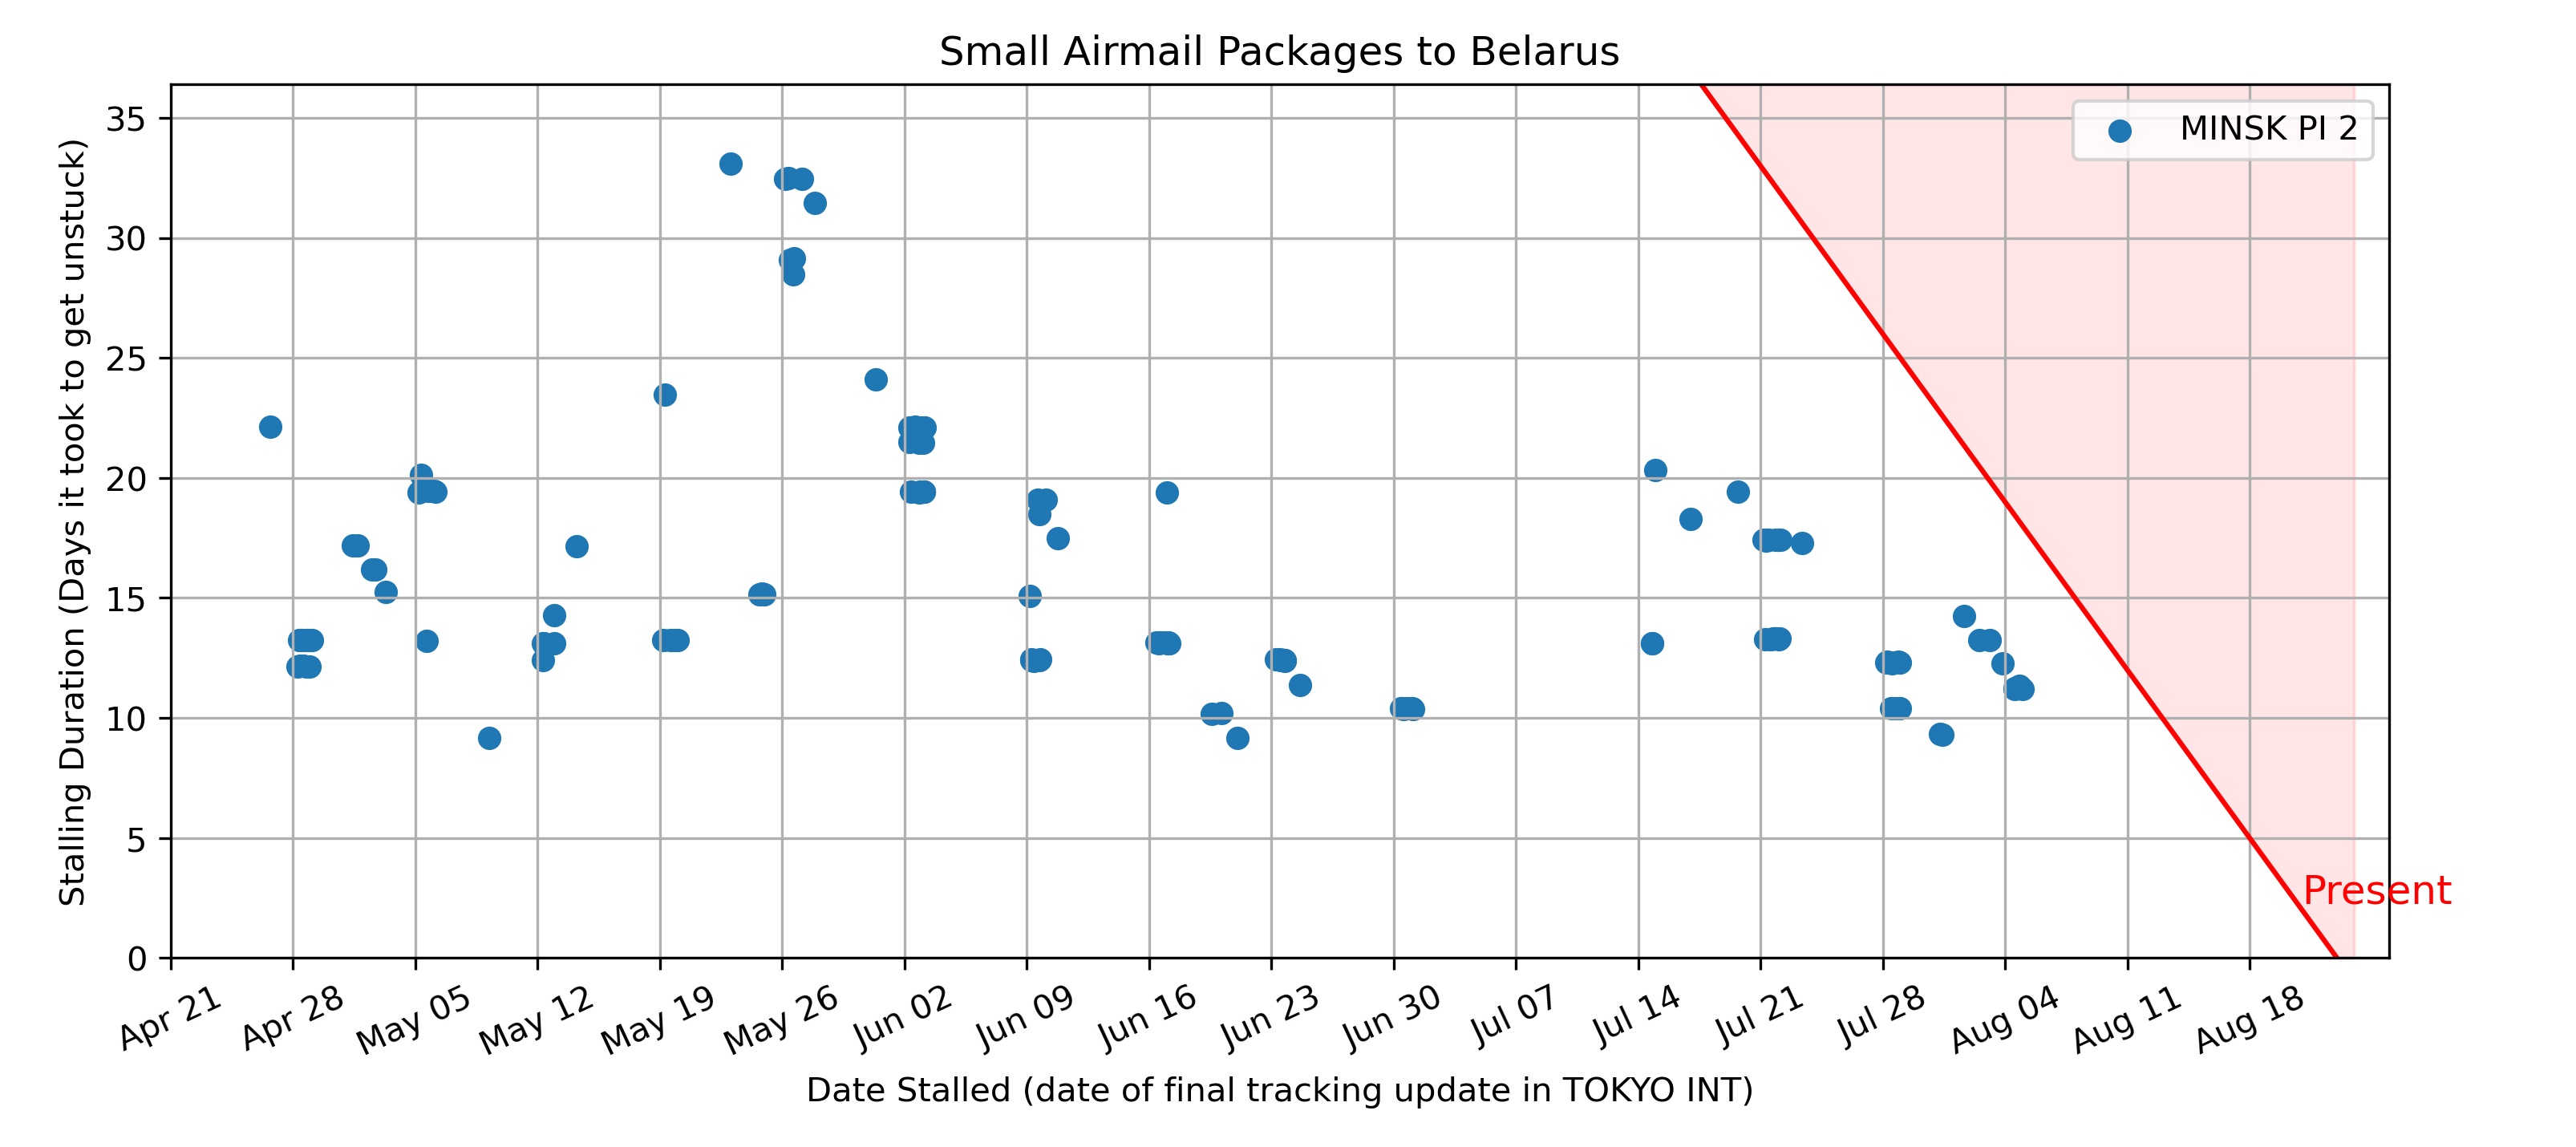 Small Airmail Packages to Belarus
Stalling Duration (Days it took to get unstuck)
35
30
25
20
15
10
5
0
MINSK PI 2
Present
Apr 21
Apr 28
May 05
May 12
May 19
May 26
Jun 02
Jun 09
Jun 16
Jun 23
Jun 30
Jul 07
Jul 14
Jul 21
Jul 28
Aug 04
Aug 11
Aug 18
Date Stalled (date of final tracking update in TOKYO INT)